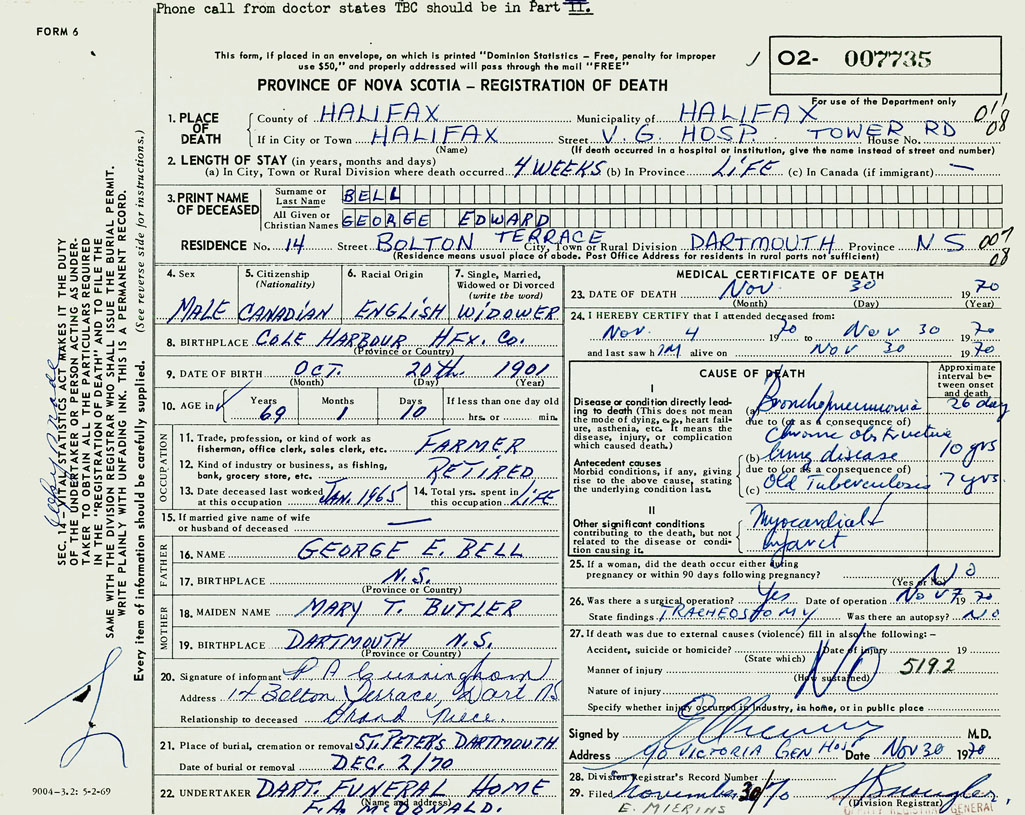 Phone call from doctor states TBC should be in Part II.
FORM 6
This form, if placed in an envelope, on which is printed "Dominion Statistics – Free, penalty for improper
use $50," and properly addressed will pass through the mail "FREE"
O2- 007735
PROVINCE OF NOVA SCOTIA – REGISTRATION OF DEATH
For use of the Department only
1. PLACE OF DEATH
County of HALIFAX Municipality of HALIFAX
If in City or Town HALIFAX Street V.G. HOSP. TOWER RD House No.
(Name) (If death occurred in a hospital or institution, give the name instead of street and number)
2. LENGTH OF STAY (in years, months and days)
(a) In City, Town or Rural Division where death occurred 4 WEEKS (b) In Province LIFE (c) In Canada (if immigrant) —
3. PRINT NAME OF DECEASED
Surname or Last Name BELL
All Given or Christian Names GEORGE EDWARD
RESIDENCE No. 14 Street BOLTON TERRACE City, Town or Rural Division DARTMOUTH Province NS
(Residence means usual place of abode. Post Office Address for residents in rural parts not sufficient)
4. Sex
MALE
5. Citizenship
(Nationality)
CANADIAN
6. Racial Origin
ENGLISH
7. Single, Married,
Widowed or Divorced
(write the word)
WIDOWER
8. BIRTHPLACE COLE HARBOUR HFX. CO.
(Province or Country)
9. DATE OF BIRTH OCT. 20th 1901
(Month) (Day) (Year)
10. AGE in Years Months Days If less than one day old
69 1 10 hrs. or min.
OCCUPATION
11. Trade, profession, or kind of work as
fisherman, office clerk, sales clerk, etc. FARMER
12. Kind of industry or business, as fishing,
bank, grocery store, etc. RETIRED
13. Date deceased last worked
at this occupation JAN. 1965
14. Total yrs. spent in
this occupation LIFE
15. If married give name of wife
or husband of deceased —
FATHER
16. NAME GEORGE E. BELL
17. BIRTHPLACE N.S.
(Province or Country)
MOTHER
18. MAIDEN NAME MARY T. BUTLER
19. BIRTHPLACE DARTMOUTH N.S.
(Province or Country)
20. Signature of informant P A Cunningham
Address 14 Bolton Terrace, Dart NS
Relationship to deceased Grand Niece.
21. Place of burial, cremation or removal ST. PETERS DARTMOUTH
Date of burial or removal DEC. 2/70
22. UNDERTAKER DART. FUNERAL HOME
(Name and address)
F.A. McDONALD.
MEDICAL CERTIFICATE OF DEATH
23. DATE OF DEATH Nov 30 1970
(Month) (Day) (Year)
24. I HEREBY CERTIFY that I attended deceased from:
Nov. 4 1970 to Nov 30 1970
and last saw h IM alive on Nov 30 1970
CAUSE OF DEATH
Approximate
interval be-
tween onset
and death
I
Disease or condition directly lead-
ing to death (This does not mean
the mode of dying, e.g., heart fail-
ure, asthenia, etc. It means the
disease, injury, or complication
which caused death.)
(a) Bronchopneumonia 26 day
due to (or as a consequence of)
Chronic obstructive
(b) lung disease 10 yrs
due to (or as a consequence of)
(c) Old Tuberculosis 7 yrs.
Antecedent causes
Morbid conditions, if any, giving
rise to the above cause, stating
the underlying condition last.
II
Other significant conditions
contributing to the death, but not
related to the disease or condi-
tion causing it.
Myocardial
infarct
25. If a woman, did the death occur either during
pregnancy or within 90 days following pregnancy? NO
(Yes or No)
26. Was there a surgical operation? Yes Date of operation Nov 7 1970
State findings TRACHEOSTOMY Was there an autopsy? NO
27. If death was due to external causes (violence) fill in also the following:–
Accident, suicide or homicide? Date of injury 19
(State which)
Manner of injury NO 5192
(How sustained)
Nature of injury
Specify whether injury occurred in industry, in home, or in public place
Signed by M.D.
Address 90 VICTORIA GEN HOSP Date Nov 30 1970
28. Division Registrar's Record Number
29. Filed November 30/70
(Division Registrar)
E. MIERINS
GENERAL
SEC. 14 – VITAL STATISTICS ACT MAKES IT THE DUTY
OF THE UNDERTAKER OR PERSON ACTING AS UNDER-
TAKER TO OBTAIN ALL THE PARTICULARS REQUIRED
IN THE "REGISTRATION OF DEATH" AND TO FILE THE
SAME WITH THE DIVISION REGISTRAR WHO SHALL ISSUE THE BURIAL PERMIT.
WRITE PLAINLY WITH UNFADING INK. THIS IS A PERMANENT RECORD.
Every item of information should be carefully supplied. (See reverse side for instructions.)
9004–3.2: 5-2-69